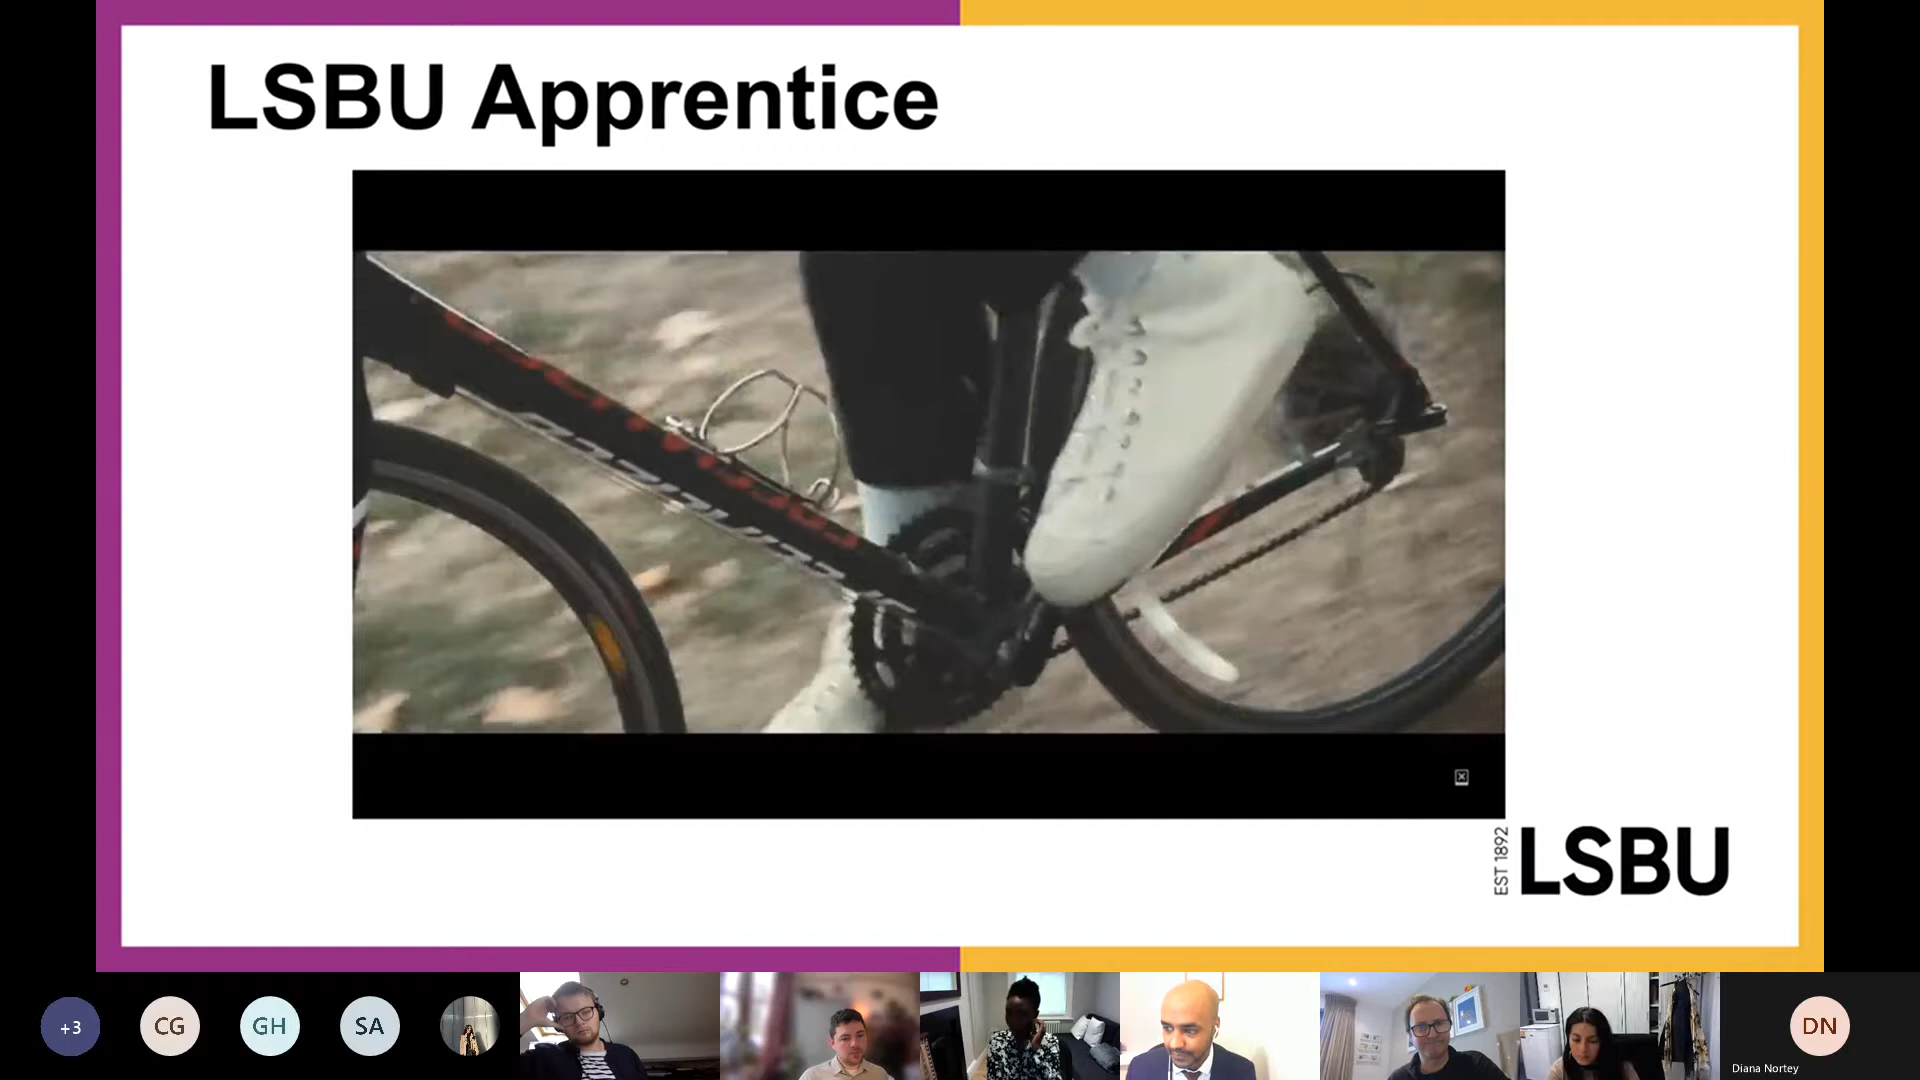 LSBU Apprentice
EST 1892
LSBU
+3
CG
GH
SA
DN
Diana Nortey